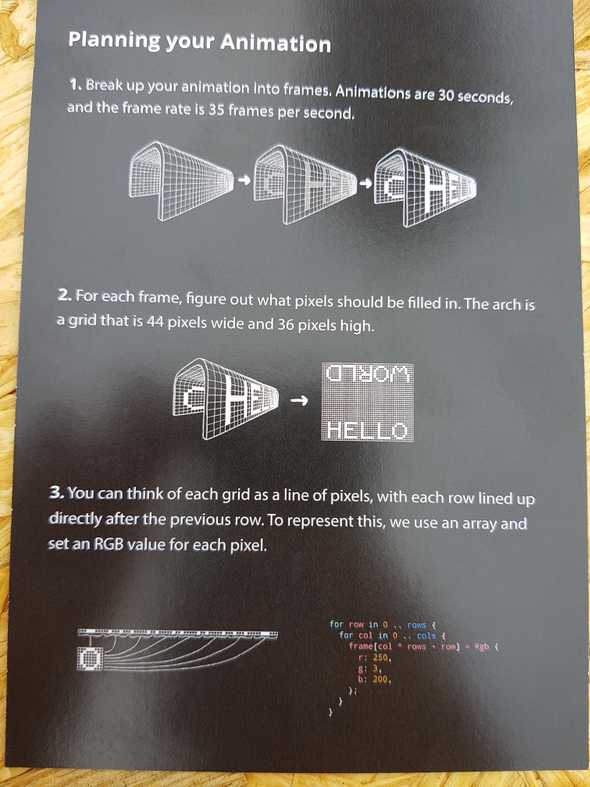 Planning your Animation
1. Break up your animation into frames. Animations are 30 seconds,
and the frame rate is 35 frames per second.
HE
C HEL
2. For each frame, figure out what pixels should be filled in. The arch is
a grid that is 44 pixels wide and 36 pixels high.
C HEL
WORLD
HELLO
3. You can think of each grid as a line of pixels, with each row lined up
directly after the previous row. To represent this, we use an array and
set an RGB value for each pixel.
for row in 0 .. rows {
for col in 0 .. cols {
frame[col * rows + row] = Rgb {
r: 250,
g: 3,
b: 200,
};
}
}